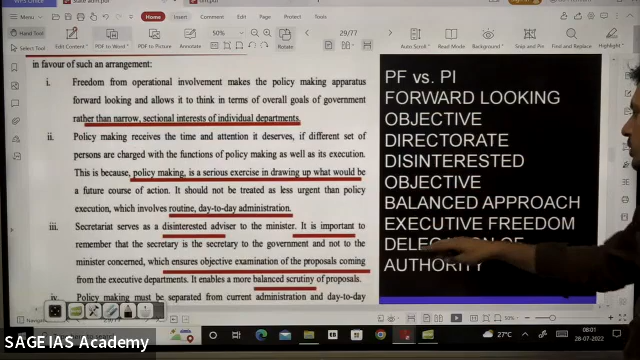 Menu
Home
Insert
Comment
Edit
Page
Protect
Tools
Hand Tool
Select Tool
Edit Content
PDF to Word
PDF to Picture
Annotate
50%
29/77
Rotate
Auto Scroll
Read Mode
Background
Snip and Pin
Find and Replace
Highlight
in favour of such an arrangement:
i. Freedom from operational involvement makes the policy making apparatus
forward looking and allows it to think in terms of overall goals of government
rather than narrow, sectional interests of individual departments.
ii. Policy making receives the time and attention it deserves, if different set of
persons are charged with the functions of policy making as well as its execution.
This is because, policy making, is a serious exercise in drawing up what would be
a future course of action. It should not be treated as less urgent than policy
execution, which involves routine, day-to-day administration.
iii. Secretariat serves as a disinterested adviser to the minister. It is important to
remember that the secretary is the secretary to the government and not to the
minister concerned, which ensures objective examination of the proposals coming
from the executive departments. It enables a more balanced scrutiny of proposals.
iv. Policy making must be separated from current administration and day-to-day
PF vs. PI
FORWARD LOOKING
OBJECTIVE
DIRECTORATE
DISINTERESTED
OBJECTIVE
BALANCED APPROACH
EXECUTIVE FREEDOM
OF
AUTHORITY
29/77
50%
27°C
08:01
28-07-2022
SAGE IAS Academy